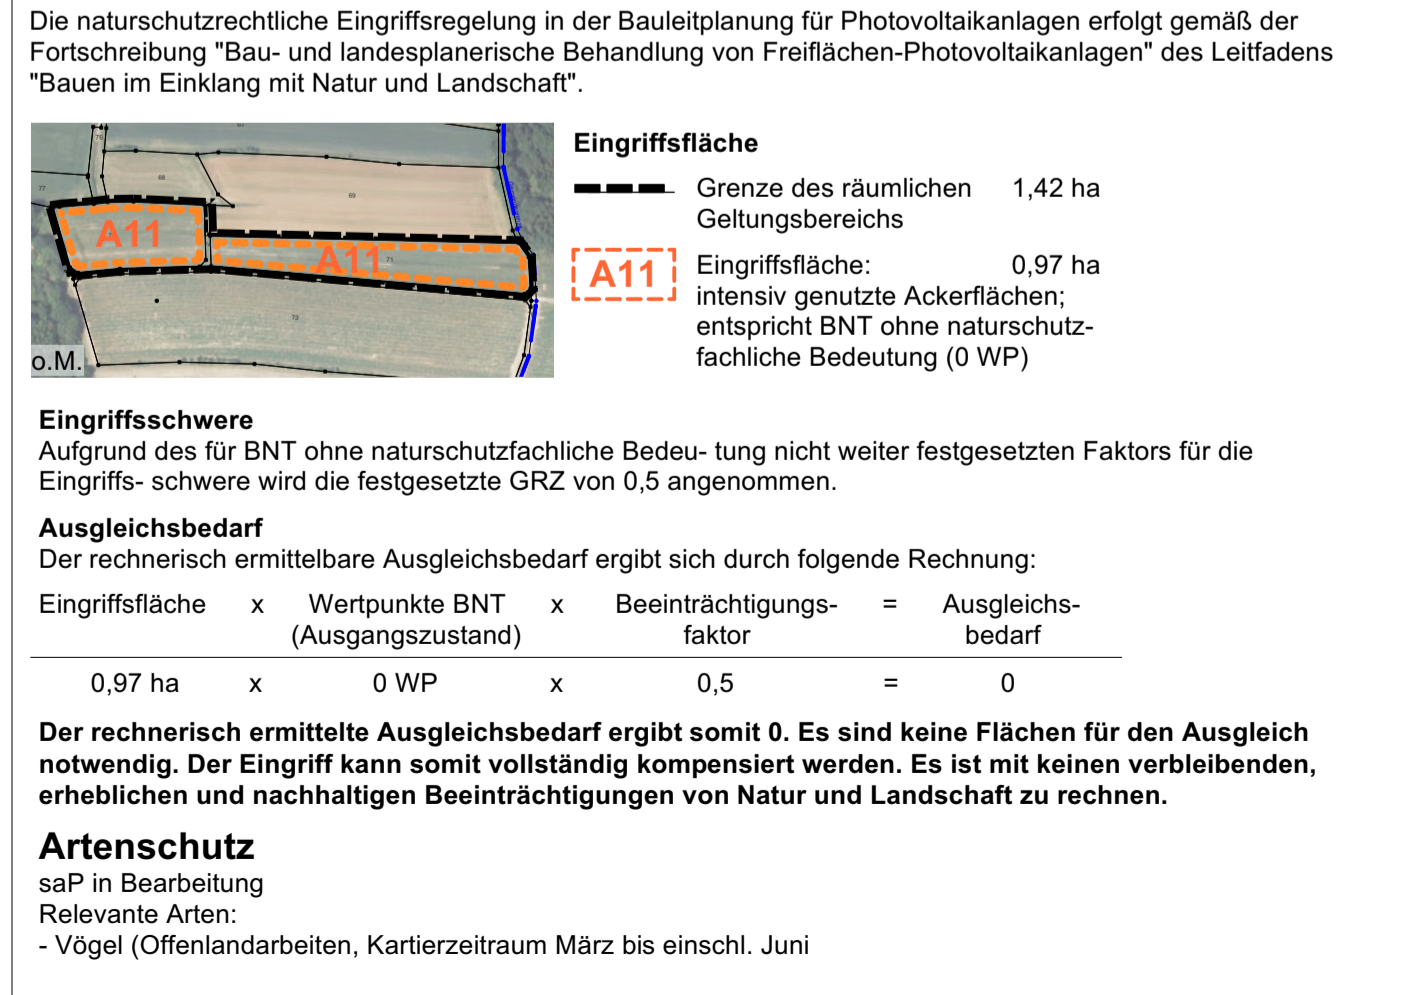 Die naturschutzrechtliche Eingriffsregelung in der Bauleitplanung für Photovoltaikanlagen erfolgt gemäß der
Fortschreibung "Bau- und landesplanerische Behandlung von Freiflächen-Photovoltaikanlagen" des Leitfadens
"Bauen im Einklang mit Natur und Landschaft".
76
77
68
69
A11
A11
71
73
o.M.
Eingriffsfläche
Grenze des räumlichen 1,42 ha
Geltungsbereichs
A11 Eingriffsfläche: 0,97 ha
intensiv genutzte Ackerflächen;
entspricht BNT ohne naturschutz-
fachliche Bedeutung (0 WP)
Eingriffsschwere
Aufgrund des für BNT ohne naturschutzfachliche Bedeu- tung nicht weiter festgesetzten Faktors für die
Eingriffs- schwere wird die festgesetzte GRZ von 0,5 angenommen.
Ausgleichsbedarf
Der rechnerisch ermittelbare Ausgleichsbedarf ergibt sich durch folgende Rechnung:
Eingriffsfläche x Wertpunkte BNT x Beeinträchtigungs- = Ausgleichs-
(Ausgangszustand) faktor bedarf
0,97 ha x 0 WP x 0,5 = 0
Der rechnerisch ermittelte Ausgleichsbedarf ergibt somit 0. Es sind keine Flächen für den Ausgleich
notwendig. Der Eingriff kann somit vollständig kompensiert werden. Es ist mit keinen verbleibenden,
erheblichen und nachhaltigen Beeinträchtigungen von Natur und Landschaft zu rechnen.
Artenschutz
saP in Bearbeitung
Relevante Arten:
- Vögel (Offenlandarbeiten, Kartierzeitraum März bis einschl. Juni